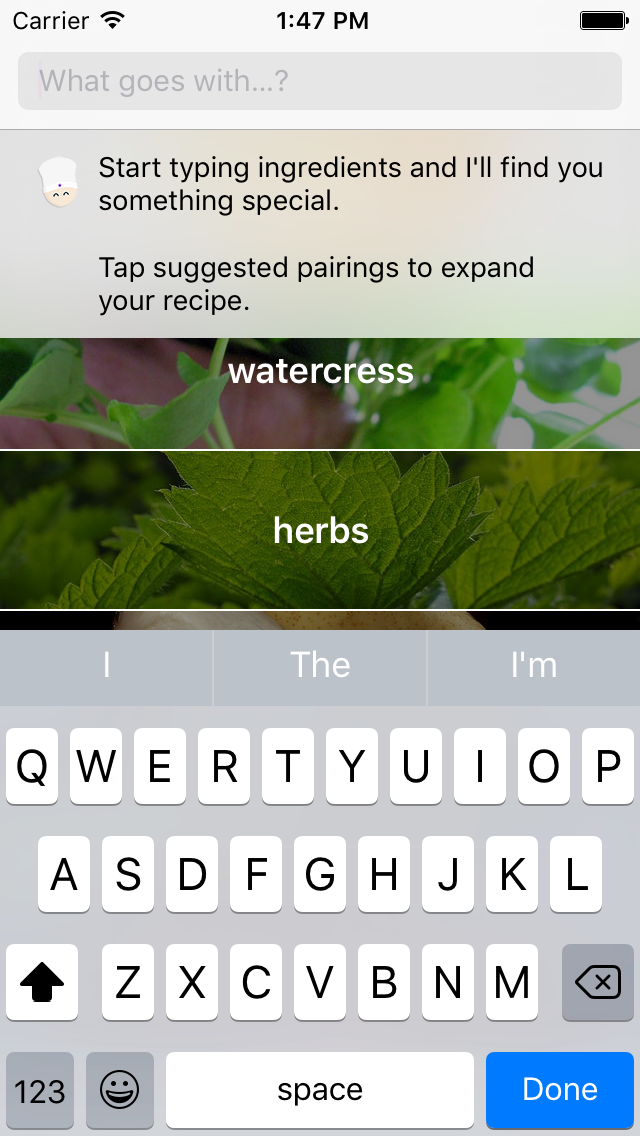 Carrier 1:47 PM
What goes with...?
Start typing ingredients and I'll find you
something special.
Tap suggested pairings to expand
your recipe.
watercress
herbs
I The I'm
Q W E R T Y U I O P
A S D F G H J K L
Z X C V B N M
123 space Done